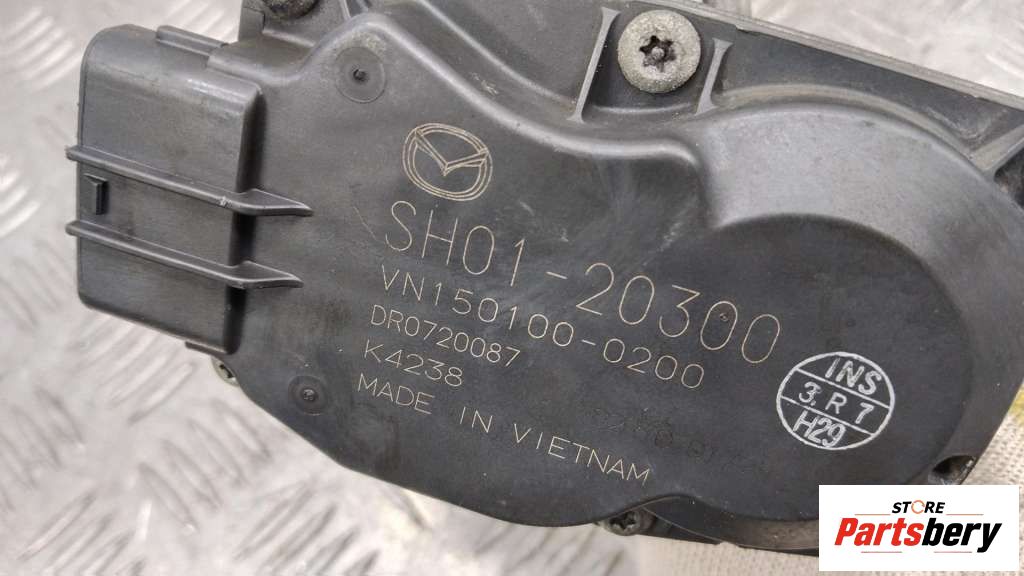 SH01-20300
VN150100-0200
DR0720087
K4238
MADE IN VIETNAM
INS
3 R 7
H29
STORE
Partsbery